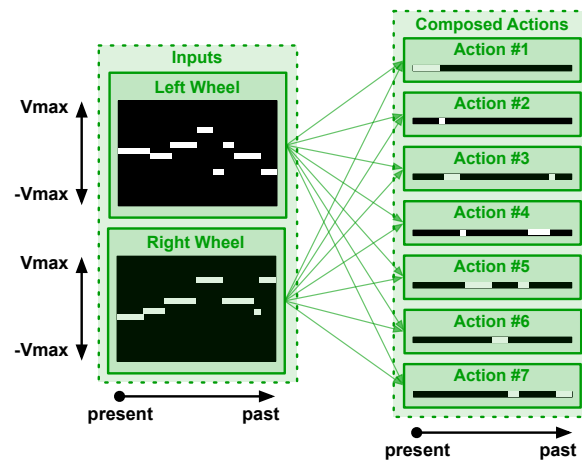 Inputs
Left Wheel
Vmax
-Vmax
Right Wheel
Vmax
-Vmax
present
past
Composed Actions
Action #1
Action #2
Action #3
Action #4
Action #5
Action #6
Action #7
present
past